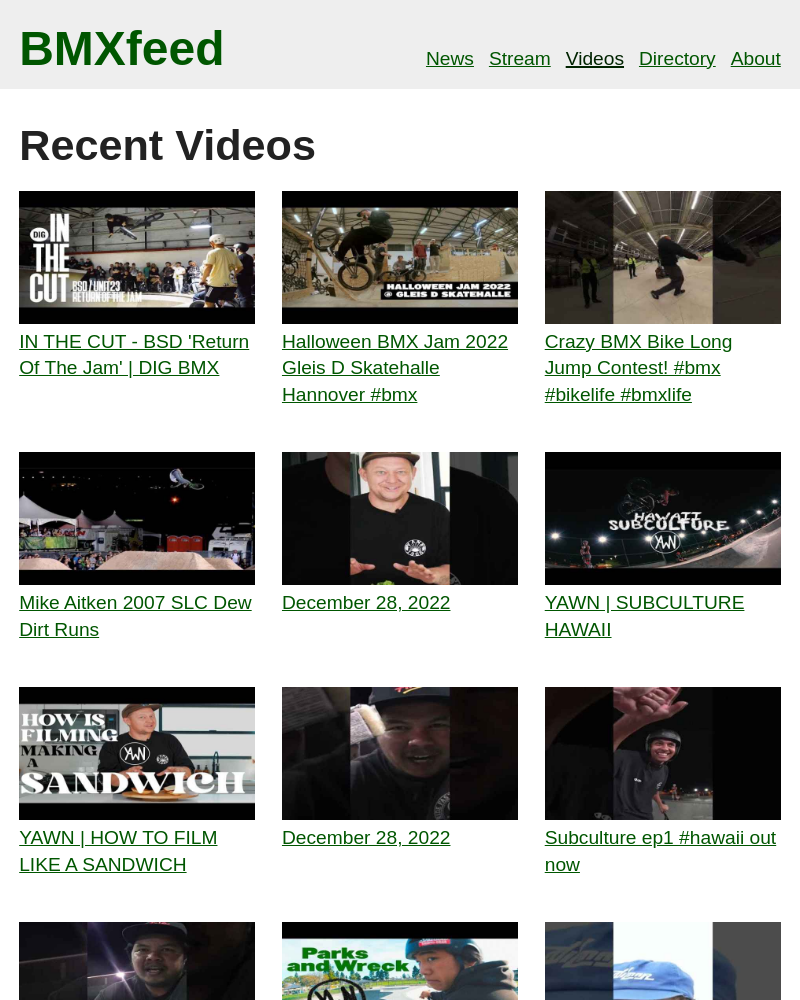 BMXfeed
News Stream Videos Directory About
Recent Videos
DIG
IN
THE
CUT
BSD / UNIT23
RETURN OF THE JAM
HALLOWEEN JAM 2022
@ GLEIS D SKATEHALLE
IN THE CUT - BSD 'Return
Of The Jam' | DIG BMX
Halloween BMX Jam 2022
Gleis D Skatehalle
Hannover #bmx
Crazy BMX Bike Long
Jump Contest! #bmx
#bikelife #bmxlife
HAWAII
SUBCULTURE
YAWN
Mike Aitken 2007 SLC Dew
Dirt Runs
December 28, 2022
YAWN | SUBCULTURE
HAWAII
HOW IS
FILMING
MAKING
A
SANDWICH
YAWN
YAWN | HOW TO FILM
LIKE A SANDWICH
December 28, 2022
Subculture ep1 #hawaii out
now
Parks
and Wreck